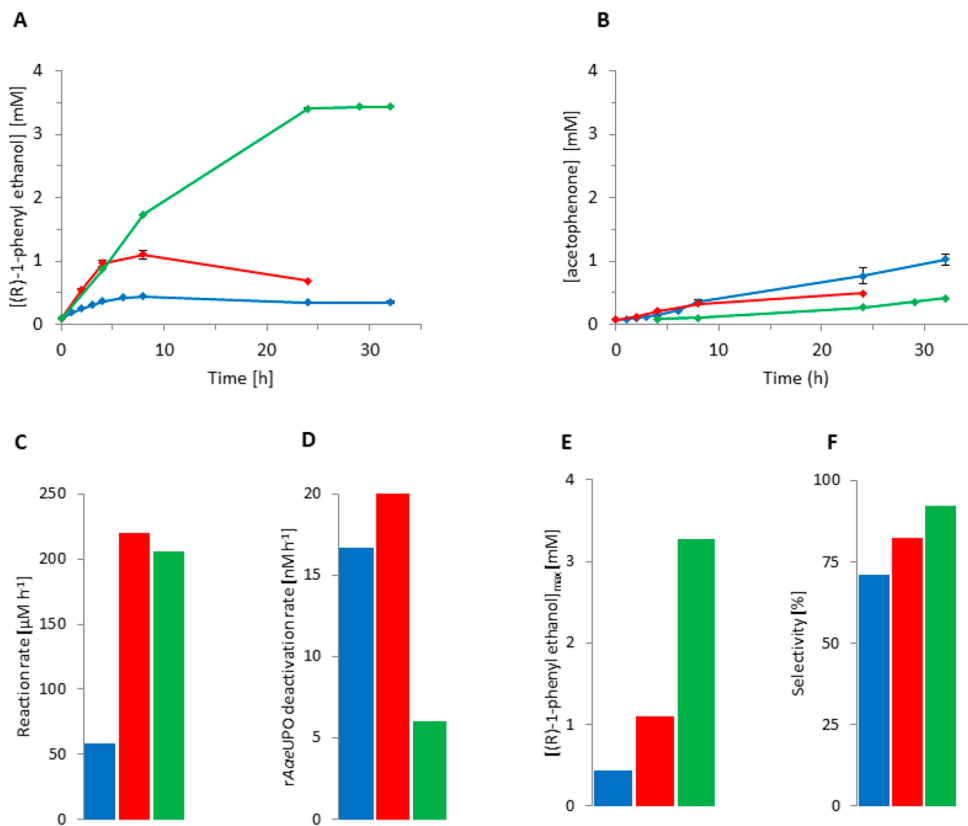 A
B
[(R)-1-phenyl ethanol] [mM]
4
3
2
1
0
0 10 20 30
Time [h]
[acetophenone] [mM]
4
3
2
1
0
0 10 20 30
Time (h)
C
D
E
F
Reaction rate [µM h⁻¹]
250
200
150
100
50
0
rAaeUPO deactivation rate [nM h⁻¹]
20
16
12
5
0
[(R)-1-phenyl ethanol]max [mM]
4
3
2
1
0
Selectivity [%]
100
75
50
25
0